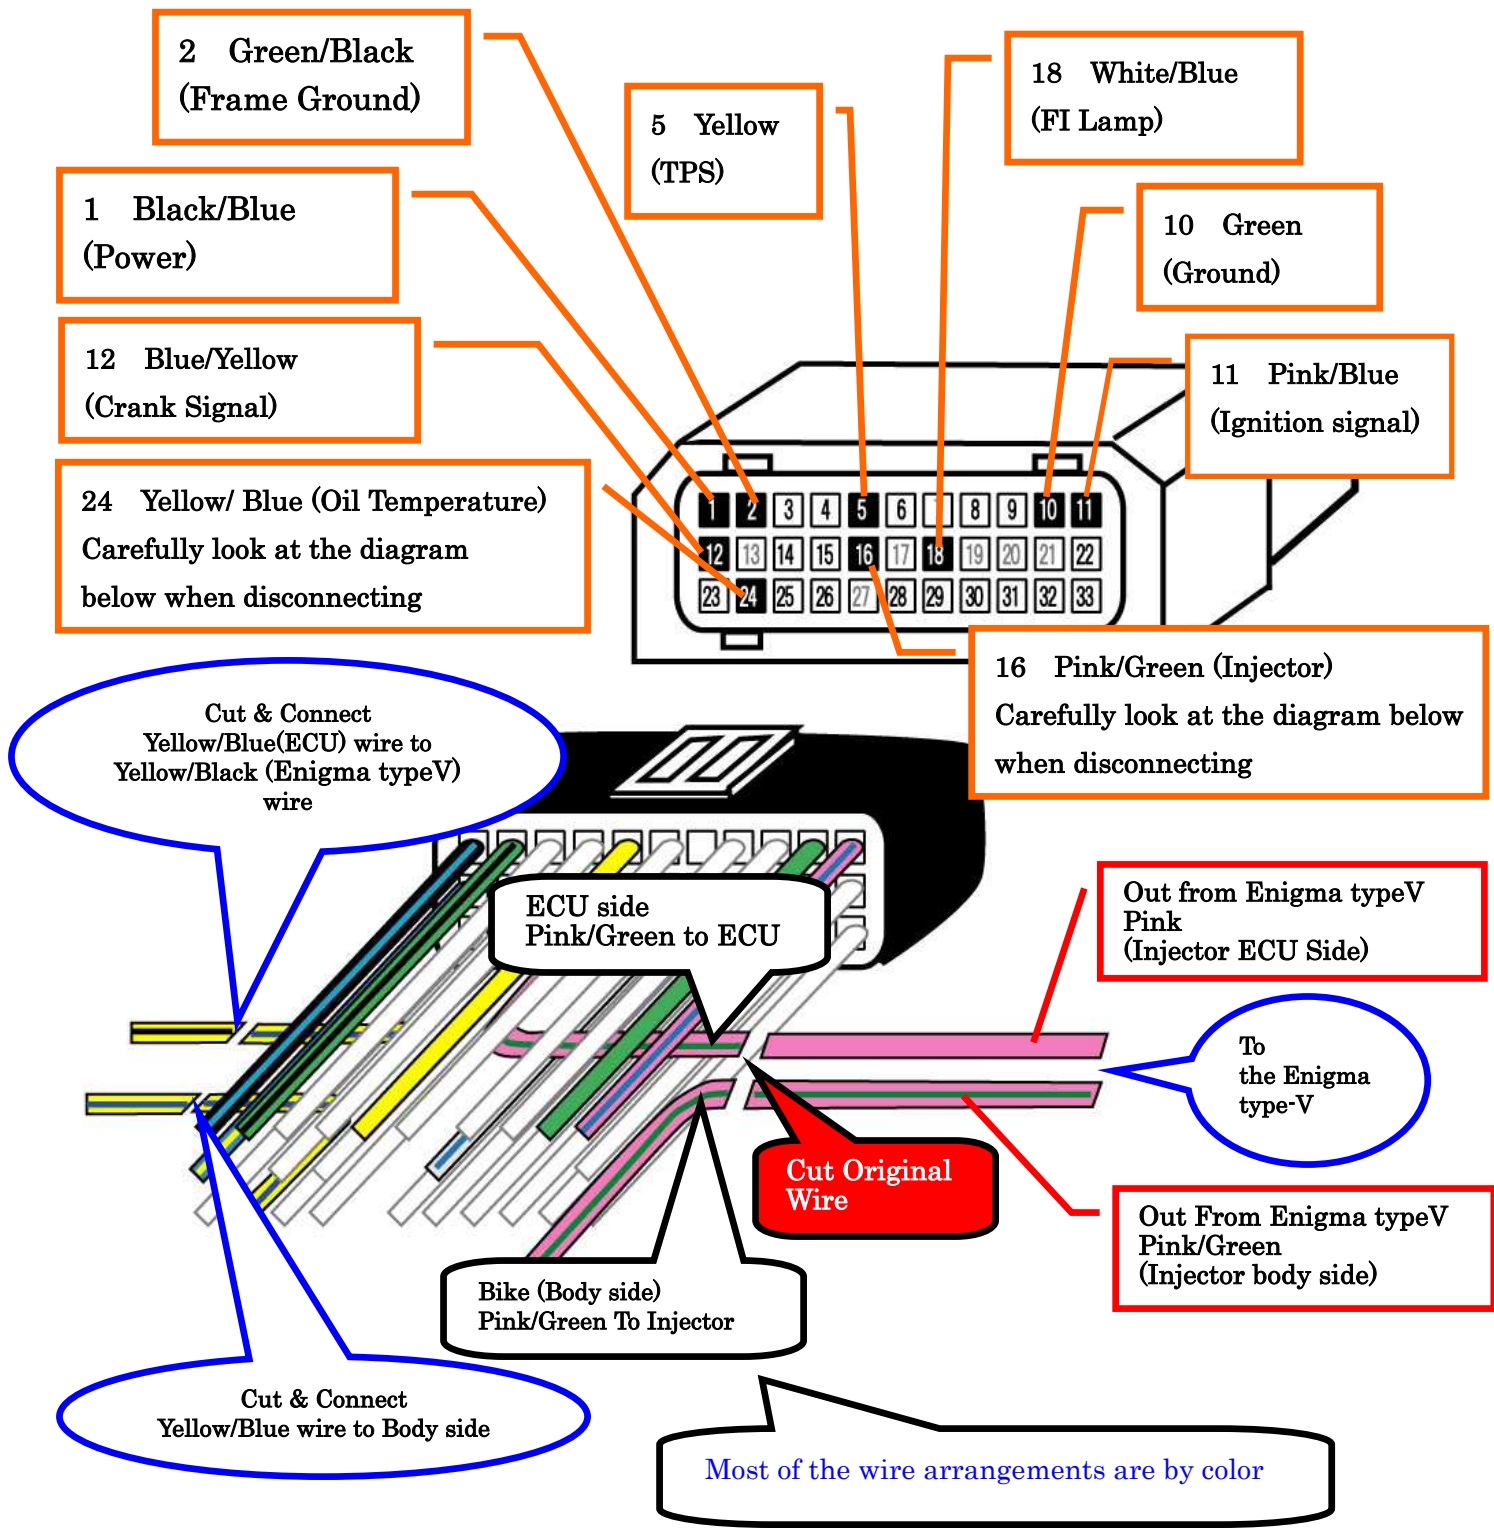 2 Green/Black
(Frame Ground)
18 White/Blue
(FI Lamp)
5 Yellow
(TPS)
1 Black/Blue
(Power)
10 Green
(Ground)
12 Blue/Yellow
(Crank Signal)
11 Pink/Blue
(Ignition signal)
24 Yellow/ Blue (Oil Temperature)
Carefully look at the diagram
below when disconnecting
1 2 3 4 5 6 7 8 9 10 11
12 13 14 15 16 17 18 19 20 21 22
23 24 25 26 27 28 29 30 31 32 33
16 Pink/Green (Injector)
Carefully look at the diagram below
when disconnecting
Cut & Connect
Yellow/Blue(ECU) wire to
Yellow/Black (Enigma typeV)
wire
ECU side
Pink/Green to ECU
Out from Enigma typeV
Pink
(Injector ECU Side)
To
the Enigma
type-V
Cut Original
Wire
Out From Enigma typeV
Pink/Green
(Injector body side)
Bike (Body side)
Pink/Green To Injector
Cut & Connect
Yellow/Blue wire to Body side
Most of the wire arrangements are by color